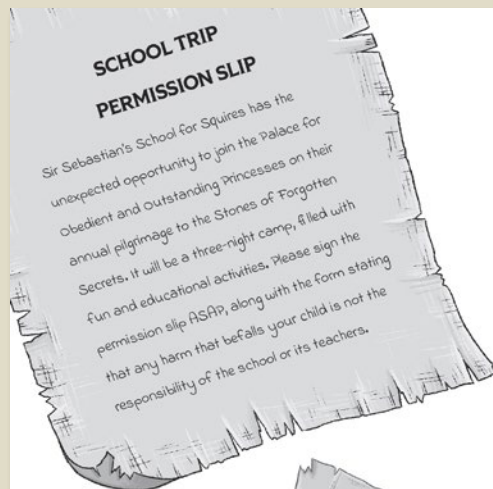 SCHOOL TRIP
PERMISSION SLIP
Sir Sebastian's School for Squires has the
unexpected opportunity to join the Palace for
Obedient and Outstanding Princesses on their
annual pilgrimage to the Stones of Forgotten
Secrets. It will be a three-night camp, filled with
fun and educational activities. Please sign the
permission slip ASAP, along with the form stating
that any harm that befalls your child is not the
responsibility of the school or its teachers.